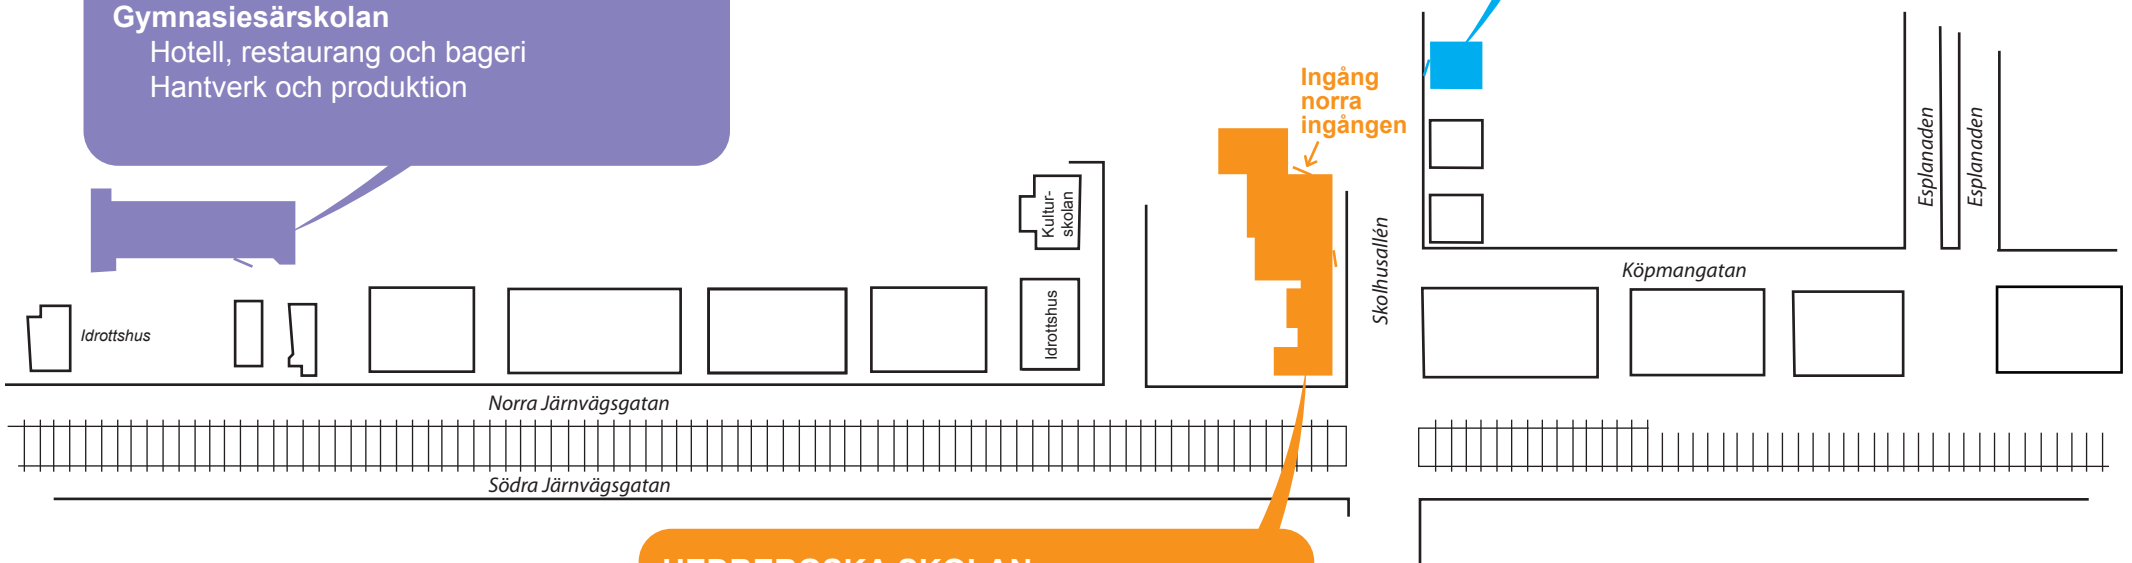 Gymnasiesärskolan
Hotell, restaurang och bageri
Hantverk och produktion
Ingång
norra
ingången
Esplanaden
Esplanaden
Kultur-
skolan
Skolhusallén
Köpmangatan
Idrottshus
Idrottshus
Norra Järnvägsgatan
Södra Järnvägsgatan
SKOLAN